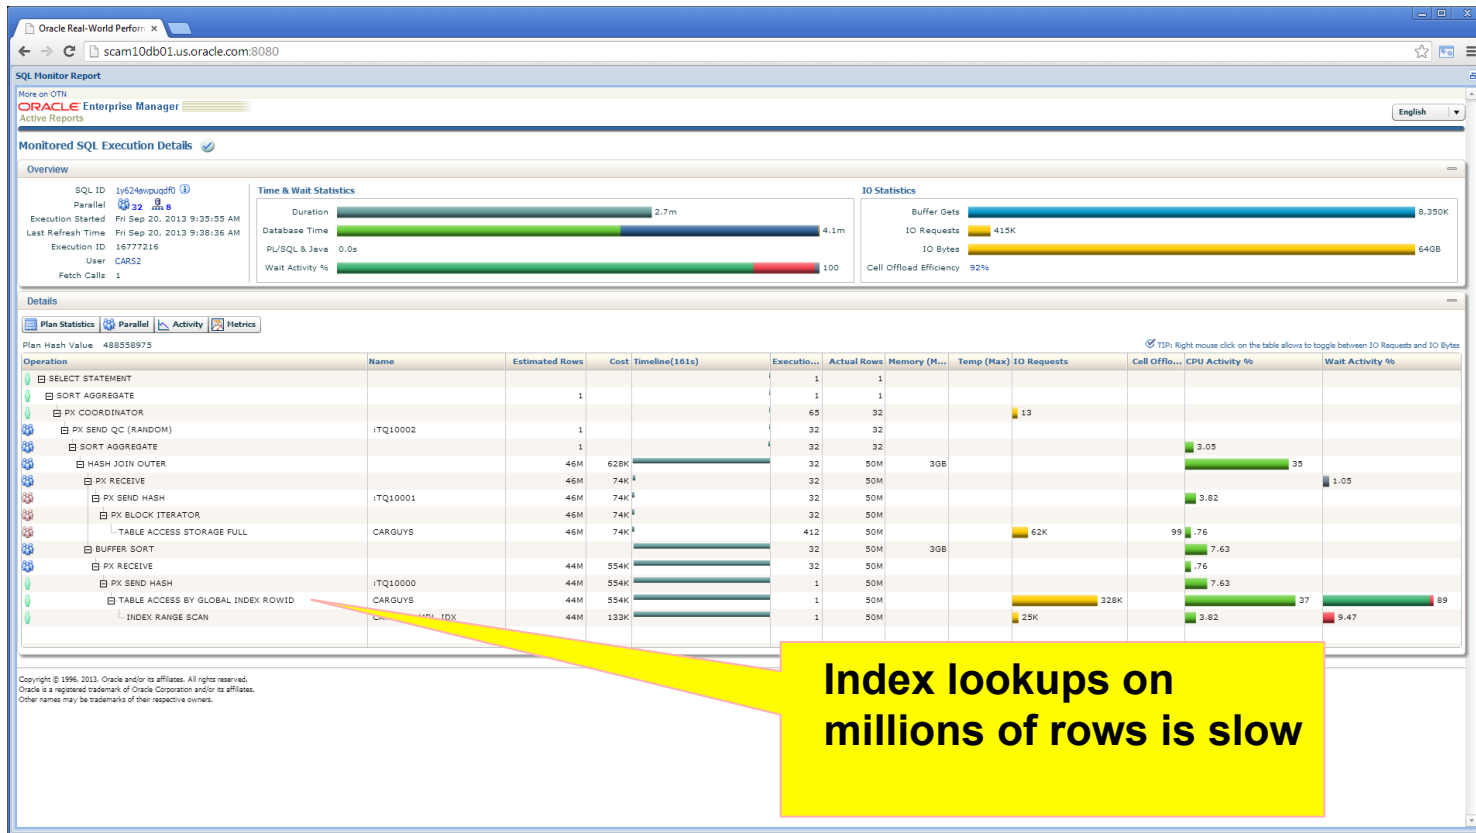 Oracle Real-World Perform ×
scam10db01.us.oracle.com:8080
SQL Monitor Report
More on OTN
ORACLE Enterprise Manager
Active Reports
English
Monitored SQL Execution Details
Overview
SQL ID 1y624awpuqdf0
Parallel 32 8
Execution Started Fri Sep 20, 2013 9:35:55 AM
Last Refresh Time Fri Sep 20, 2013 9:38:36 AM
Execution ID 16777216
User CARS2
Fetch Calls 1
Time & Wait Statistics
Duration 2.7m
Database Time 4.1m
PL/SQL & Java 0.0s
Wait Activity % 100
IO Statistics
Buffer Gets 8,350K
IO Requests 415K
IO Bytes 64GB
Cell Offload Efficiency 92%
Details
Plan Statistics Parallel Activity Metrics
Plan Hash Value 488558975
TIP: Right mouse click on the table allows to toggle between IO Requests and IO Bytes
Operation Name Estimated Rows Cost Timeline(161s) Executio... Actual Rows Memory (M... Temp (Max) IO Requests Cell Offlo... CPU Activity % Wait Activity %
SELECT STATEMENT 1 1
SORT AGGREGATE 1 1 1
PX COORDINATOR 65 32 13
PX SEND QC (RANDOM) :TQ10002 1 32 32
SORT AGGREGATE 1 32 32 3.05
HASH JOIN OUTER 46M 628K 32 50M 3GB 35
PX RECEIVE 46M 74K 32 50M 1.05
PX SEND HASH :TQ10001 46M 74K 32 50M 3.82
PX BLOCK ITERATOR 46M 74K 32 50M
TABLE ACCESS STORAGE FULL CARGUYS 46M 74K 412 50M 62K 99 .76
BUFFER SORT 32 50M 3GB 7.63
PX RECEIVE 44M 554K 32 50M .76
PX SEND HASH :TQ10000 44M 554K 1 50M 7.63
TABLE ACCESS BY GLOBAL INDEX ROWID CARGUYS 44M 554K 1 50M 328K 37 89
INDEX RANGE SCAN 44M 133K 1 50M 25K 3.82 9.47
Index lookups on
millions of rows is slow
Copyright © 1996, 2013, Oracle and/or its affiliates. All rights reserved.
Oracle is a registered trademark of Oracle Corporation and/or its affiliates.
Other names may be trademarks of their respective owners.